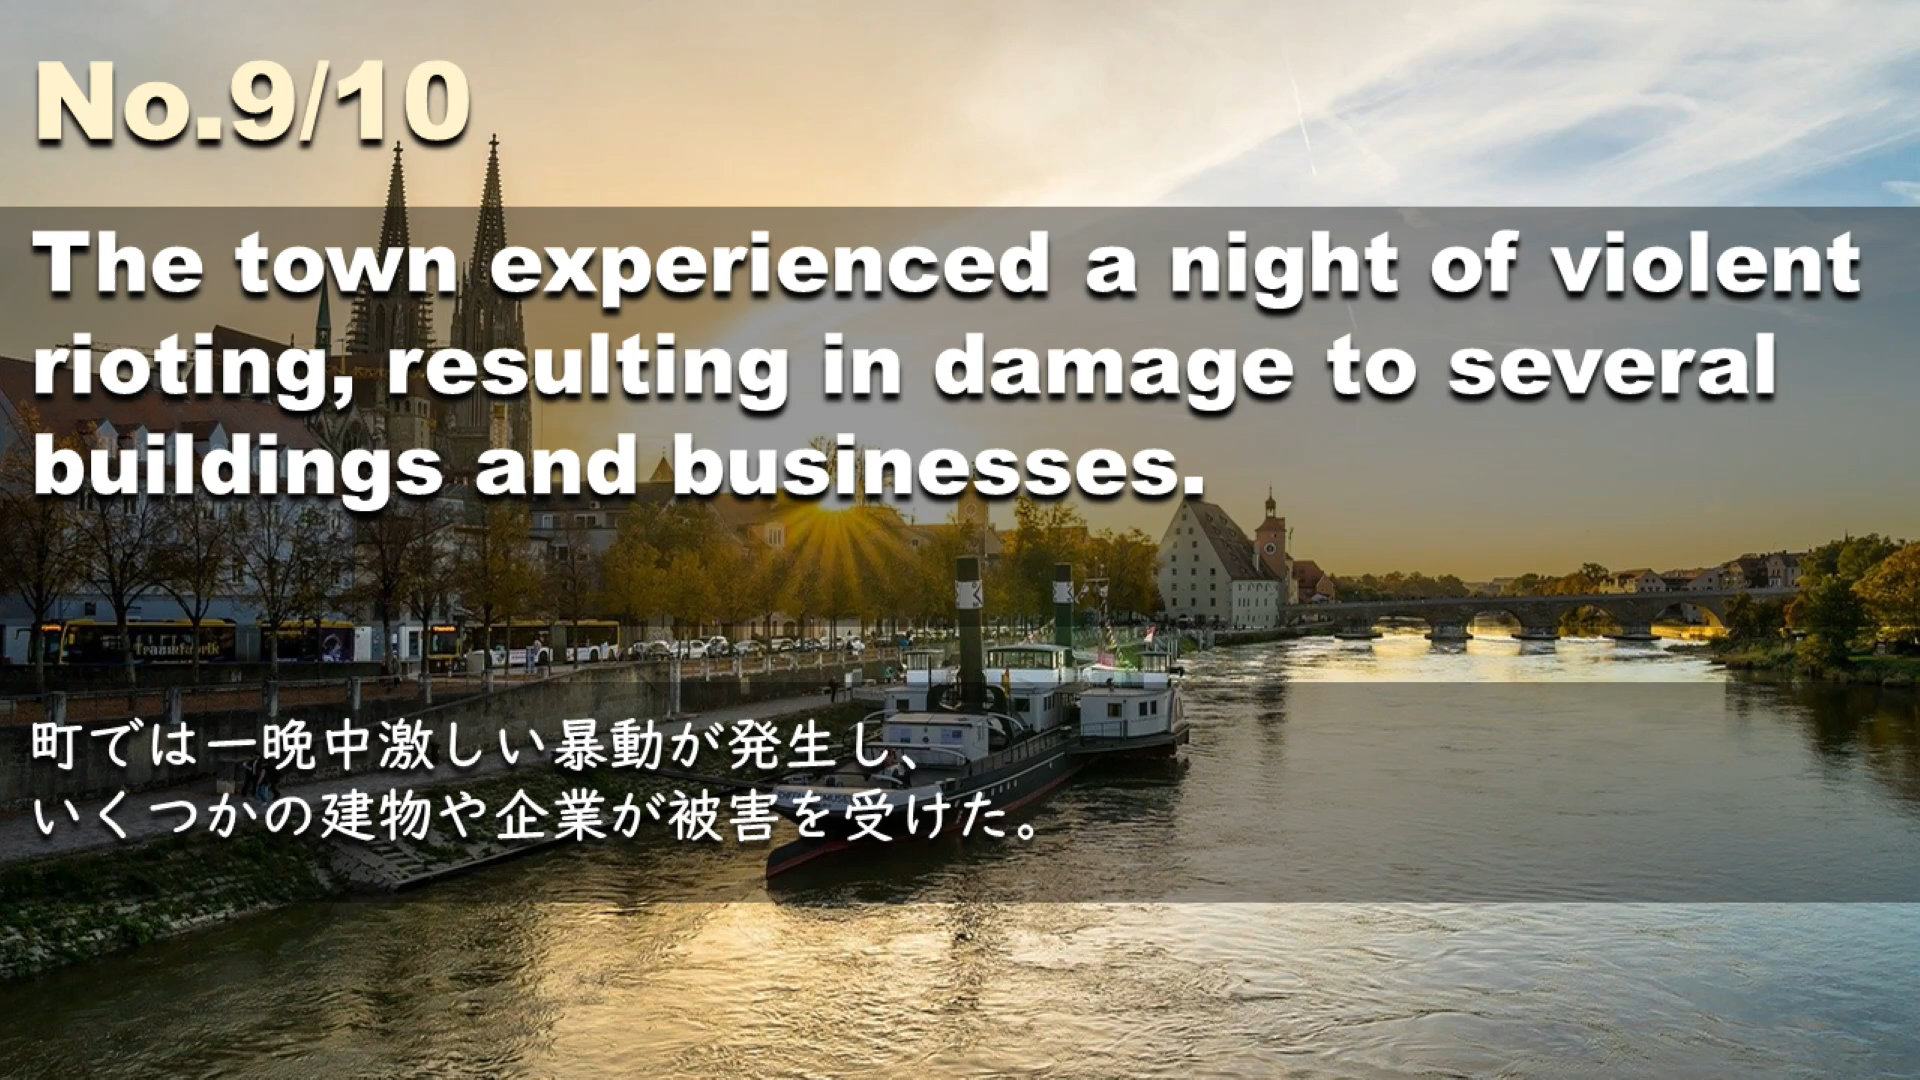 No.9/10
The town experienced a night of violent
rioting, resulting in damage to several
buildings and businesses.
町では一晩中激しい暴動が発生し、
いくつかの建物や企業が被害を受けた。